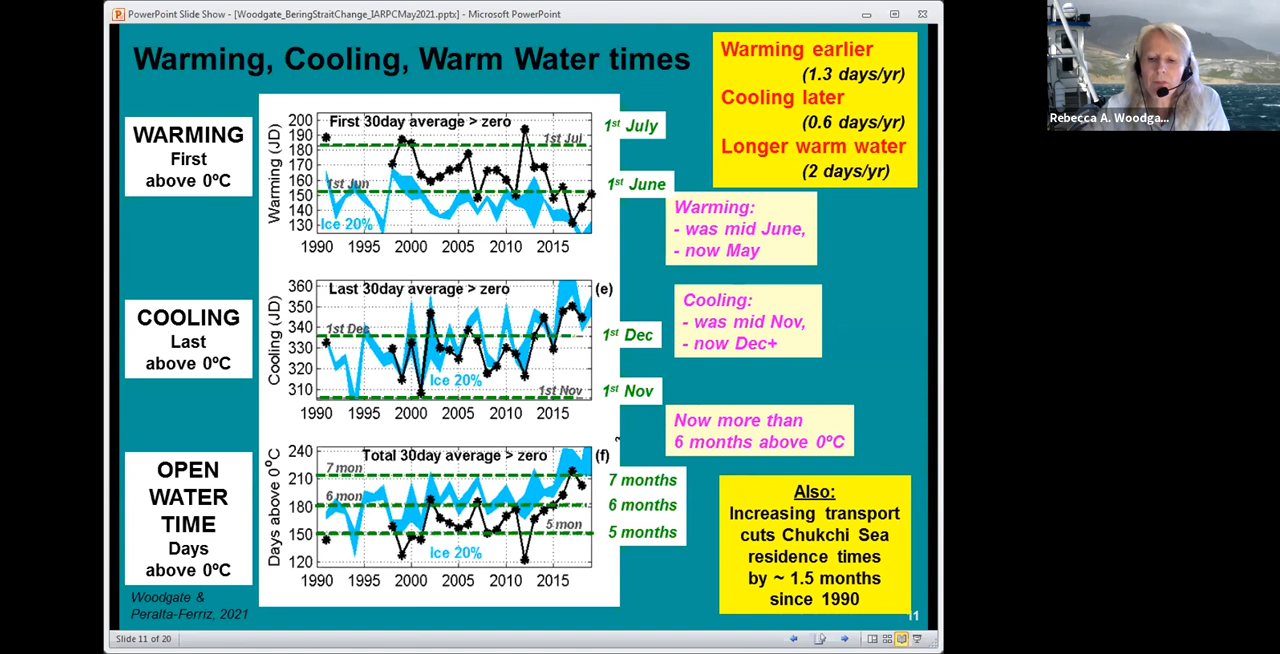 PowerPoint Slide Show - [Woodgate_BeringStraitChange_IARPCMay2021.pptx] - Microsoft PowerPoint
Warming, Cooling, Warm Water times
Warming earlier
(1.3 days/yr)
Cooling later
(0.6 days/yr)
Longer warm water
(2 days/yr)
Rebecca A. Woodga...
WARMING
First
above 0ºC
Warming (JD)
200
190
180
170
160
150
140
130
First 30day average > zero
1st Jul
1st Jun
Ice 20%
1990 1995 2000 2005 2010 2015
1st July
1st June
Warming:
- was mid June,
- now May
COOLING
Last
above 0ºC
Cooling (JD)
360
350
340
330
320
310
Last 30day average > zero
(e)
1st Dec
Ice 20%
1st Nov
1990 1995 2000 2005 2010 2015
1st Dec
1st Nov
Cooling:
- was mid Nov,
- now Dec+
Now more than
6 months above 0ºC
OPEN
WATER
TIME
Days
above 0ºC
Days above 0ºC
240
210
180
150
120
Total 30day average > zero
(f)
7 mon
6 mon
5 mon
Ice 20%
1990 1995 2000 2005 2010 2015
7 months
6 months
5 months
Also:
Increasing transport
cuts Chukchi Sea
residence times
by ~ 1.5 months
since 1990
Woodgate &
Peralta-Ferriz, 2021
11
Slide 11 of 20